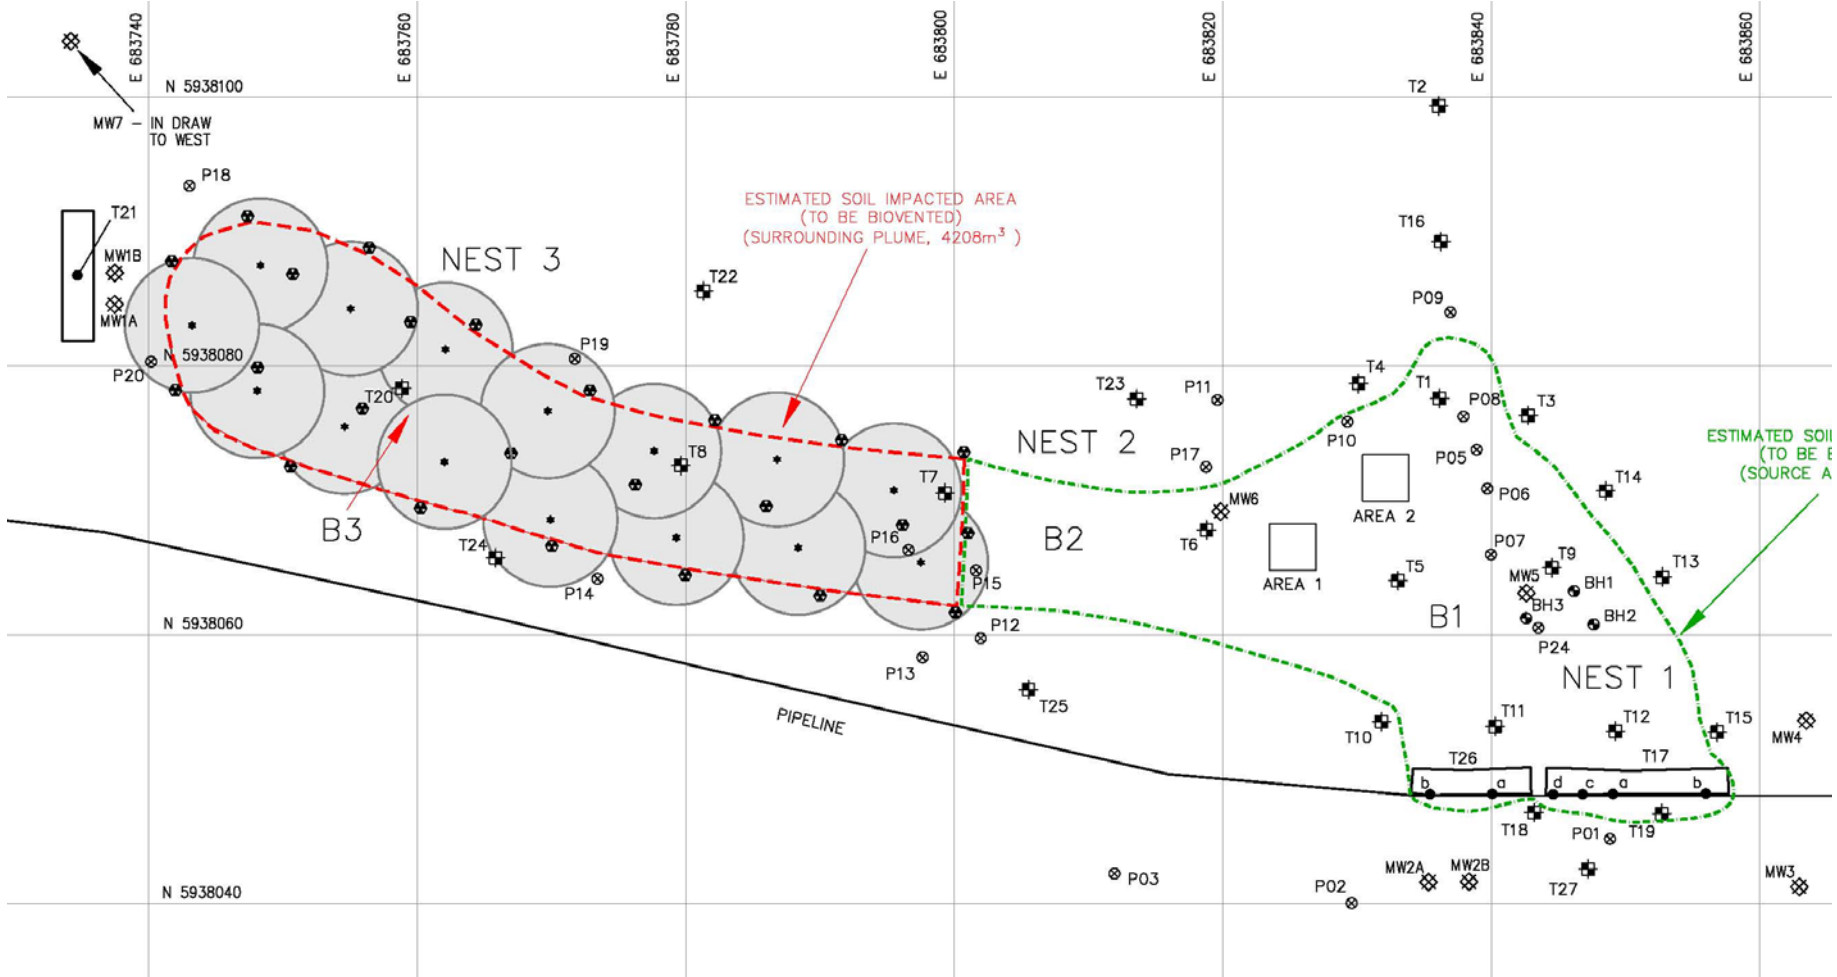 E 683740
E 683760
E 683780
E 683800
E 683820
E 683840
E 683860
N 5938100
MW7 – IN DRAW
TO WEST
T2
P18
T21
ESTIMATED SOIL IMPACTED AREA
(TO BE BIOVENTED)
(SURROUNDING PLUME, 4208m³ )
T16
MW1B
NEST 3
T22
MW1A
P09
N 5938080
P20
P19
T20
T23
P11
T4
T1
P08
T3
P10
NEST 2
ESTIMATED SOIL
(TO BE B
(SOURCE A
T8
P17
P05
T7
P06
T14
MW6
AREA 2
B3
B2
P16
T24
T6
P07
T9
T13
P15
AREA 1
T5
MW5
BH1
P14
BH3
BH2
B1
N 5938060
P12
P24
P13
NEST 1
T25
PIPELINE
T10
T11
T12
T15
MW4
T26
T17
b
a
d
c
a
b
T18
P01
T19
MW2A
MW2B
P03
T27
MW3
N 5938040
P02